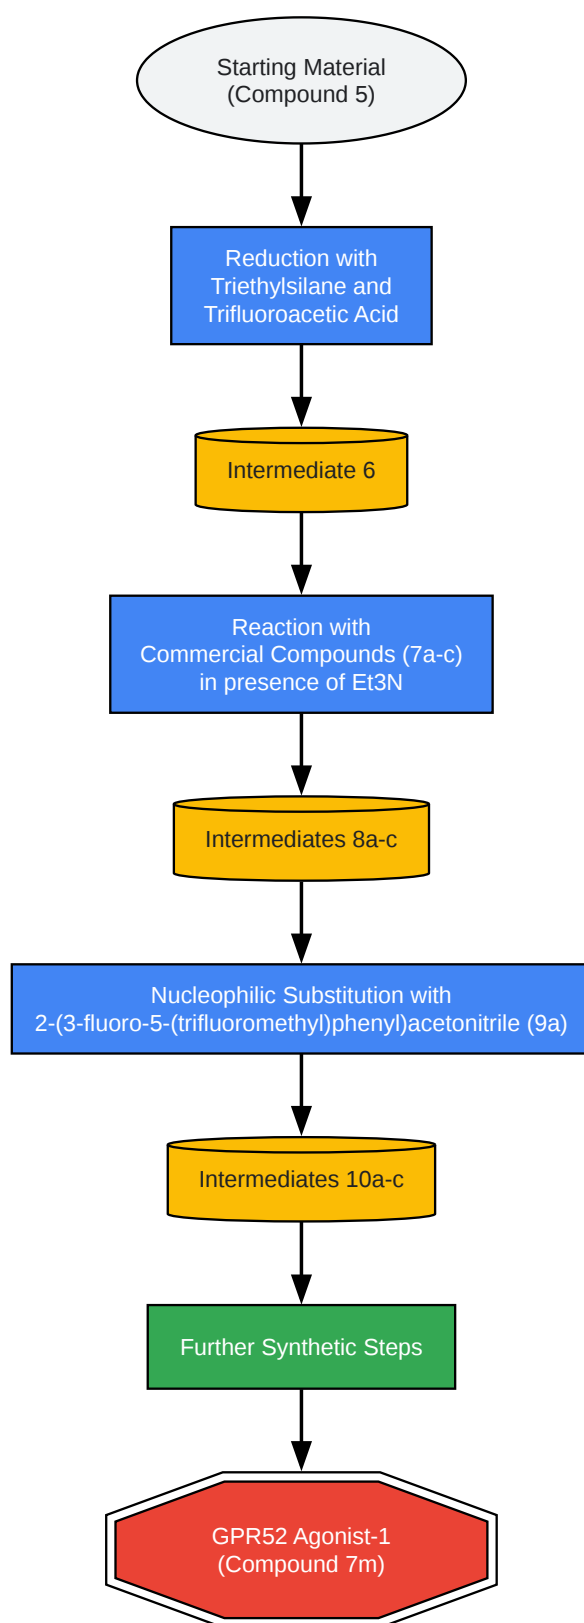 Starting Material
(Compound 5)
Reduction with
Triethylsilane and
Trifluoroacetic Acid
Intermediate 6
Reaction with
Commercial Compounds (7a-c)
in presence of Et3N
Intermediates 8a-c
Nucleophilic Substitution with
2-(3-fluoro-5-(trifluoromethyl)phenyl)acetonitrile (9a)
Intermediates 10a-c
Further Synthetic Steps
GPR52 Agonist-1
(Compound 7m)